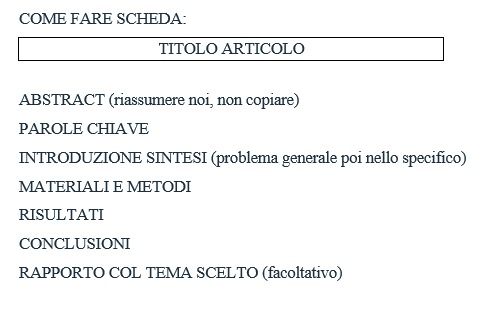 COME FARE SCHEDA:
TITOLO ARTICOLO
ABSTRACT (riassumere noi, non copiare)
PAROLE CHIAVE
INTRODUZIONE SINTESI (problema generale poi nello specifico)
MATERIALI E METODI
RISULTATI
CONCLUSIONI
RAPPORTO COL TEMA SCELTO (facoltativo)